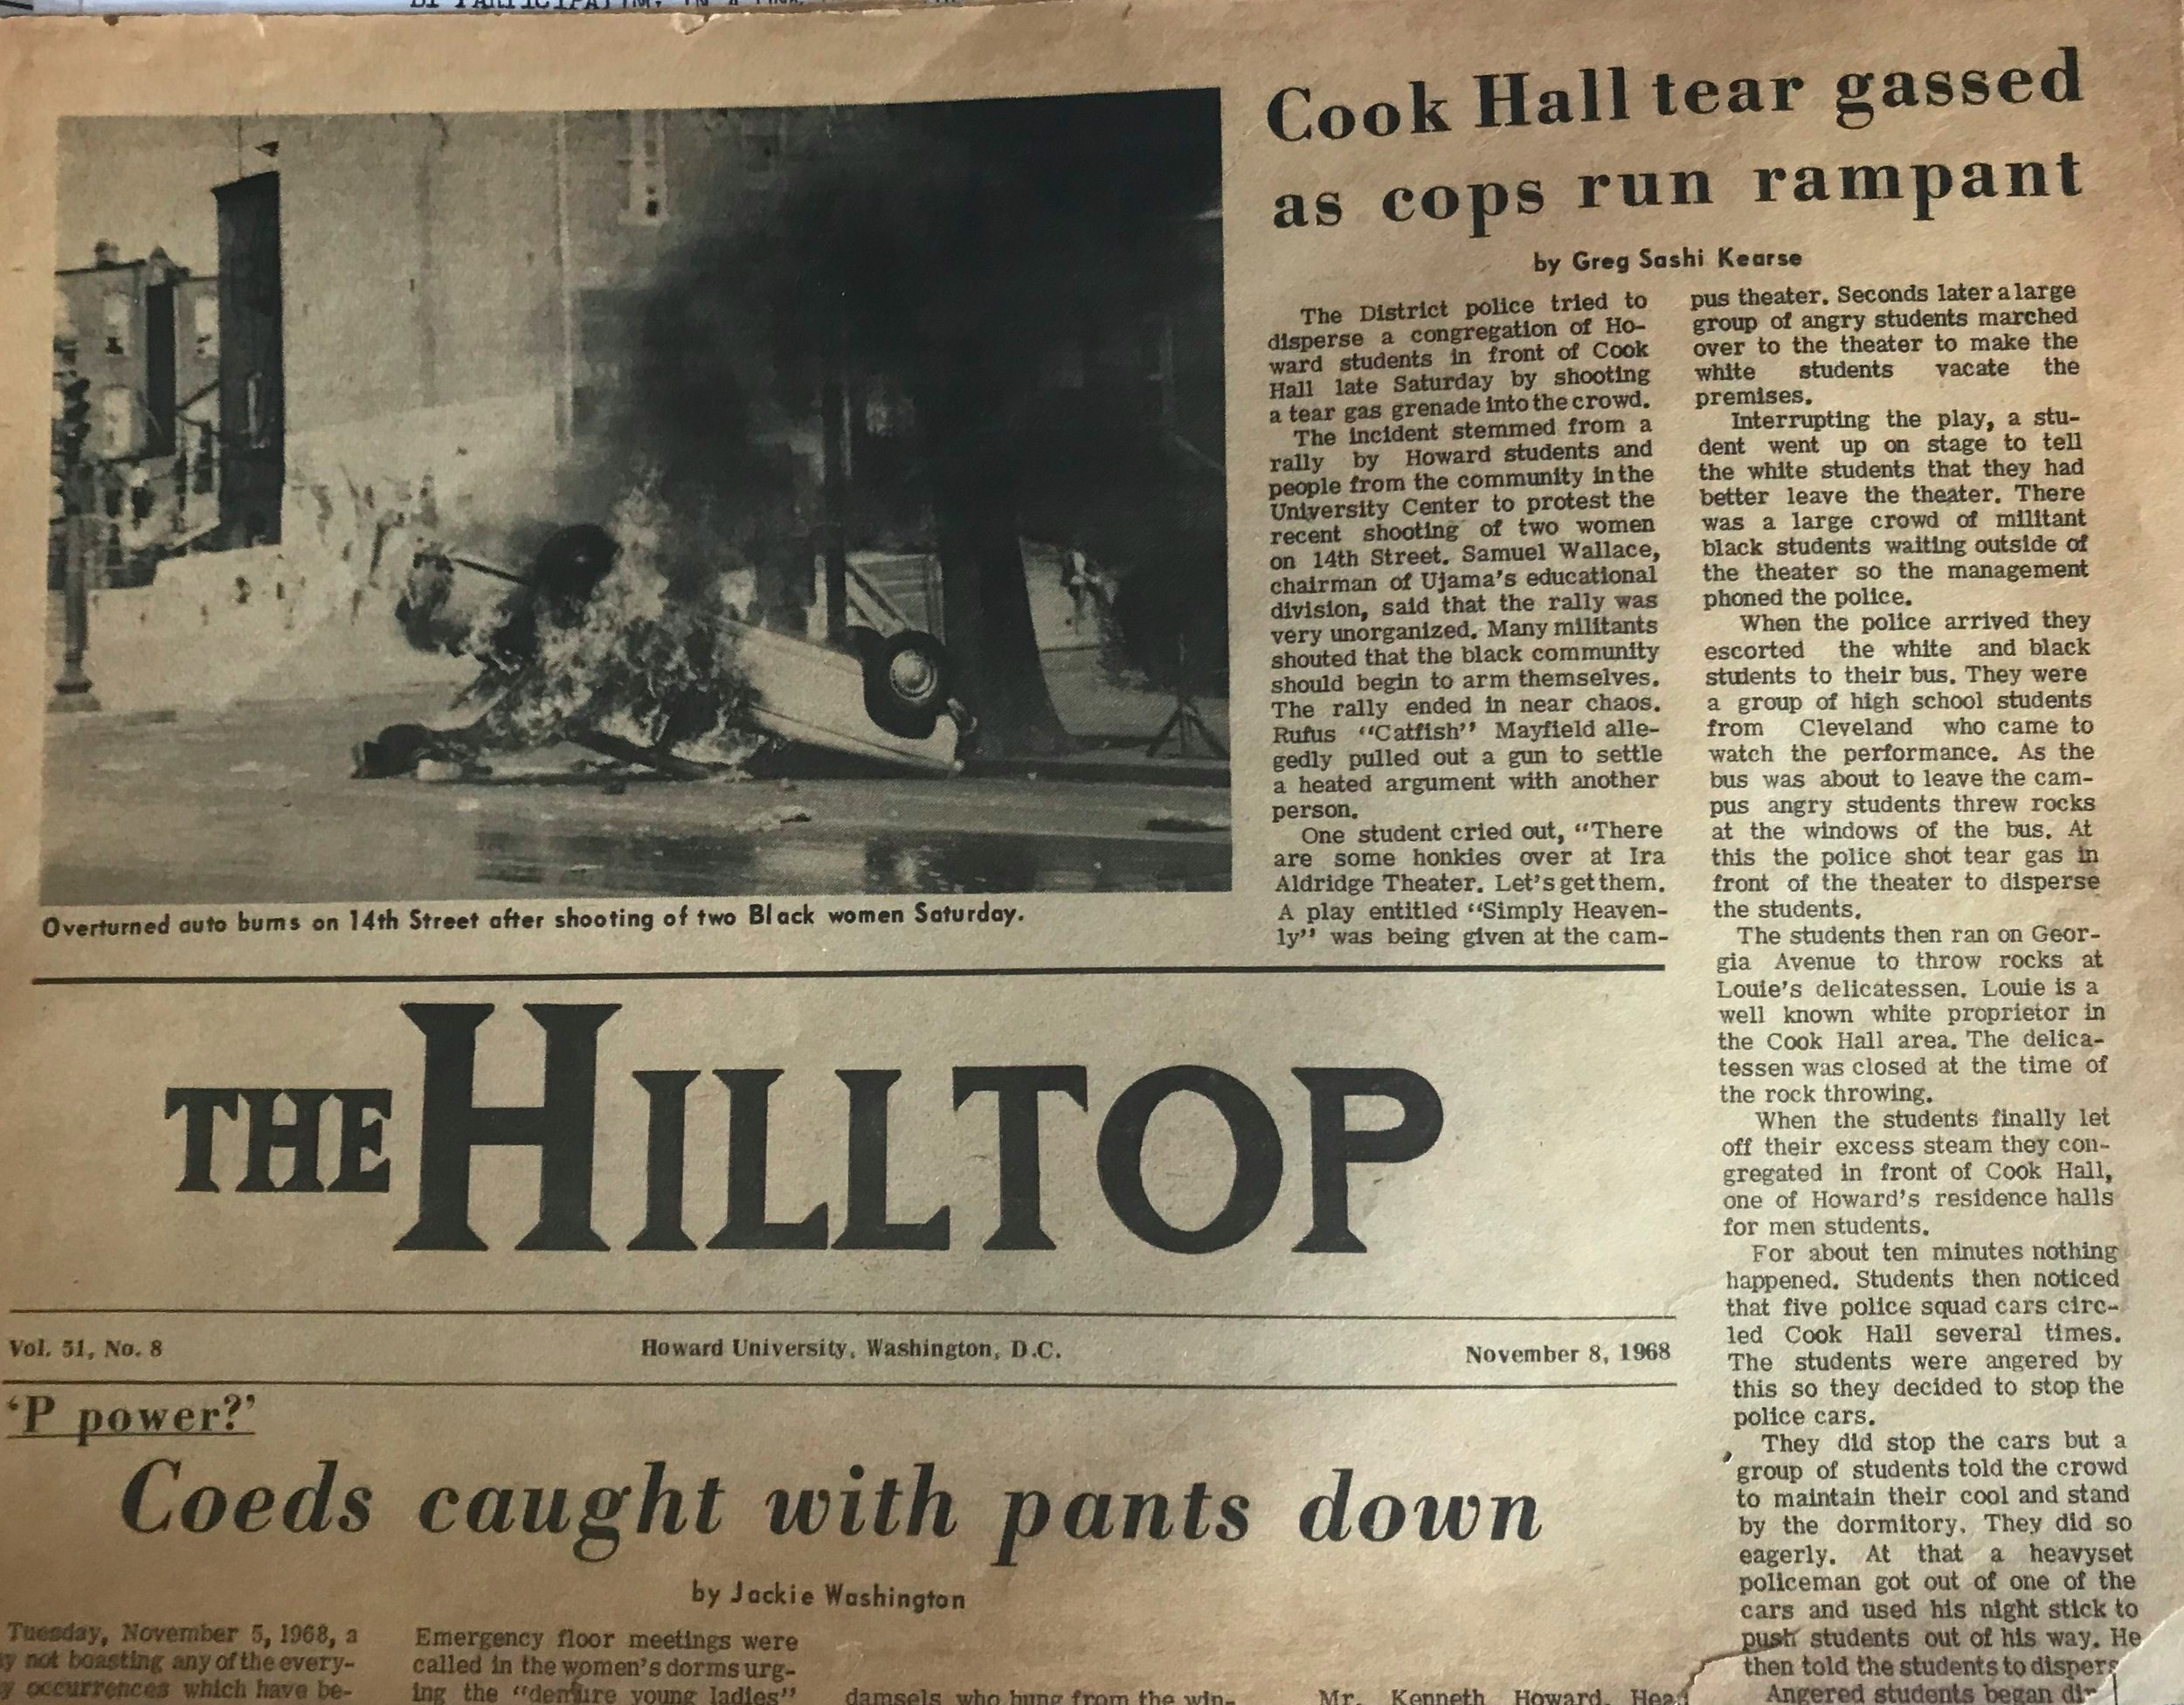 Cook Hall tear gassed
as cops run rampant
by Greg Sashi Kearse
The District police tried to
disperse a congregation of Ho-
ward students in front of Cook
Hall late Saturday by shooting
a tear gas grenade into the crowd.
The incident stemmed from a
rally by Howard students and
people from the community in the
University Center to protest the
recent shooting of two women
on 14th Street. Samuel Wallace,
chairman of Ujama's educational
division, said that the rally was
very unorganized. Many militants
shouted that the black community
should begin to arm themselves.
The rally ended in near chaos.
Rufus "Catfish" Mayfield alle-
gedly pulled out a gun to settle
a heated argument with another
person.
One student cried out, "There
are some honkies over at Ira
Aldridge Theater. Let's get them.
A play entitled "Simply Heaven-
ly" was being given at the cam-
pus theater. Seconds later a large
group of angry students marched
over to the theater to make the
white students vacate the
premises.
Interrupting the play, a stu-
dent went up on stage to tell
the white students that they had
better leave the theater. There
was a large crowd of militant
black students waiting outside of
the theater so the management
phoned the police.
When the police arrived they
escorted the white and black
students to their bus. They were
a group of high school students
from Cleveland who came to
watch the performance. As the
bus was about to leave the cam-
pus angry students threw rocks
at the windows of the bus. At
this the police shot tear gas in
front of the theater to disperse
the students.
The students then ran on Geor-
gia Avenue to throw rocks at
Louie's delicatessen. Louie is a
well known white proprietor in
the Cook Hall area. The delica-
tessen was closed at the time of
the rock throwing.
When the students finally let
off their excess steam they con-
gregated in front of Cook Hall,
one of Howard's residence halls
for men students.
For about ten minutes nothing
happened. Students then noticed
that five police squad cars circ-
led Cook Hall several times.
The students were angered by
this so they decided to stop the
police cars.
They did stop the cars but a
group of students told the crowd
to maintain their cool and stand
by the dormitory. They did so
eagerly. At that a heavyset
policeman got out of one of the
cars and used his night stick to
push students out of his way. He
then told the students to dispers
Angered students began
Overturned auto burns on 14th Street after shooting of two Black women Saturday.
THE HILLTOP
Vol. 51, No. 8 Howard University, Washington, D.C. November 8, 1968
'P power?'
Coeds caught with pants down
by Jackie Washington
Tuesday, November 5, 1968, a
y not boasting any of the every-
y occurrences which have be-
Emergency floor meetings were
called in the women's dorms urg-
ing the "demure young ladies"
damsels who hung from the win-
Mr. Kenneth Howard, Head